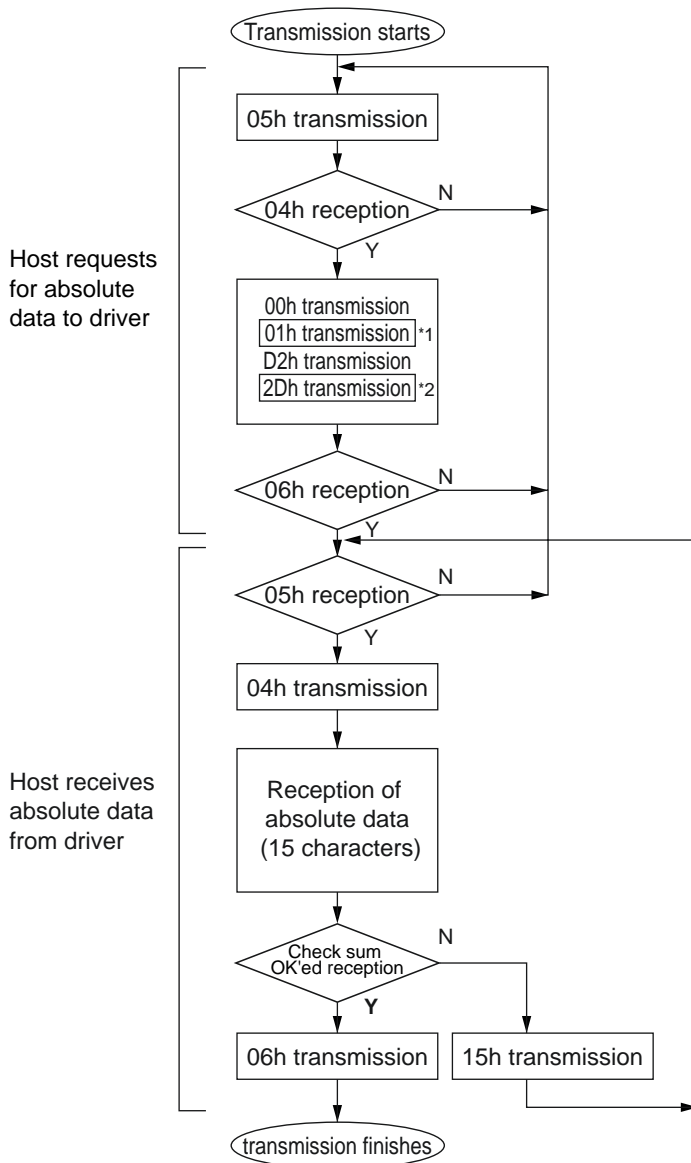 Transmission starts
05h transmission
N
04h reception
Y
Host requests
for absolute
data to driver
00h transmission
01h transmission *1
D2h transmission
2Dh transmission *2
N
06h reception
Y
N
05h reception
Y
04h transmission
Host receives
absolute data
from driver
Reception of
absolute data
(15 characters)
N
Check sum
OK'ed reception
Y
06h transmission
15h transmission
transmission finishes